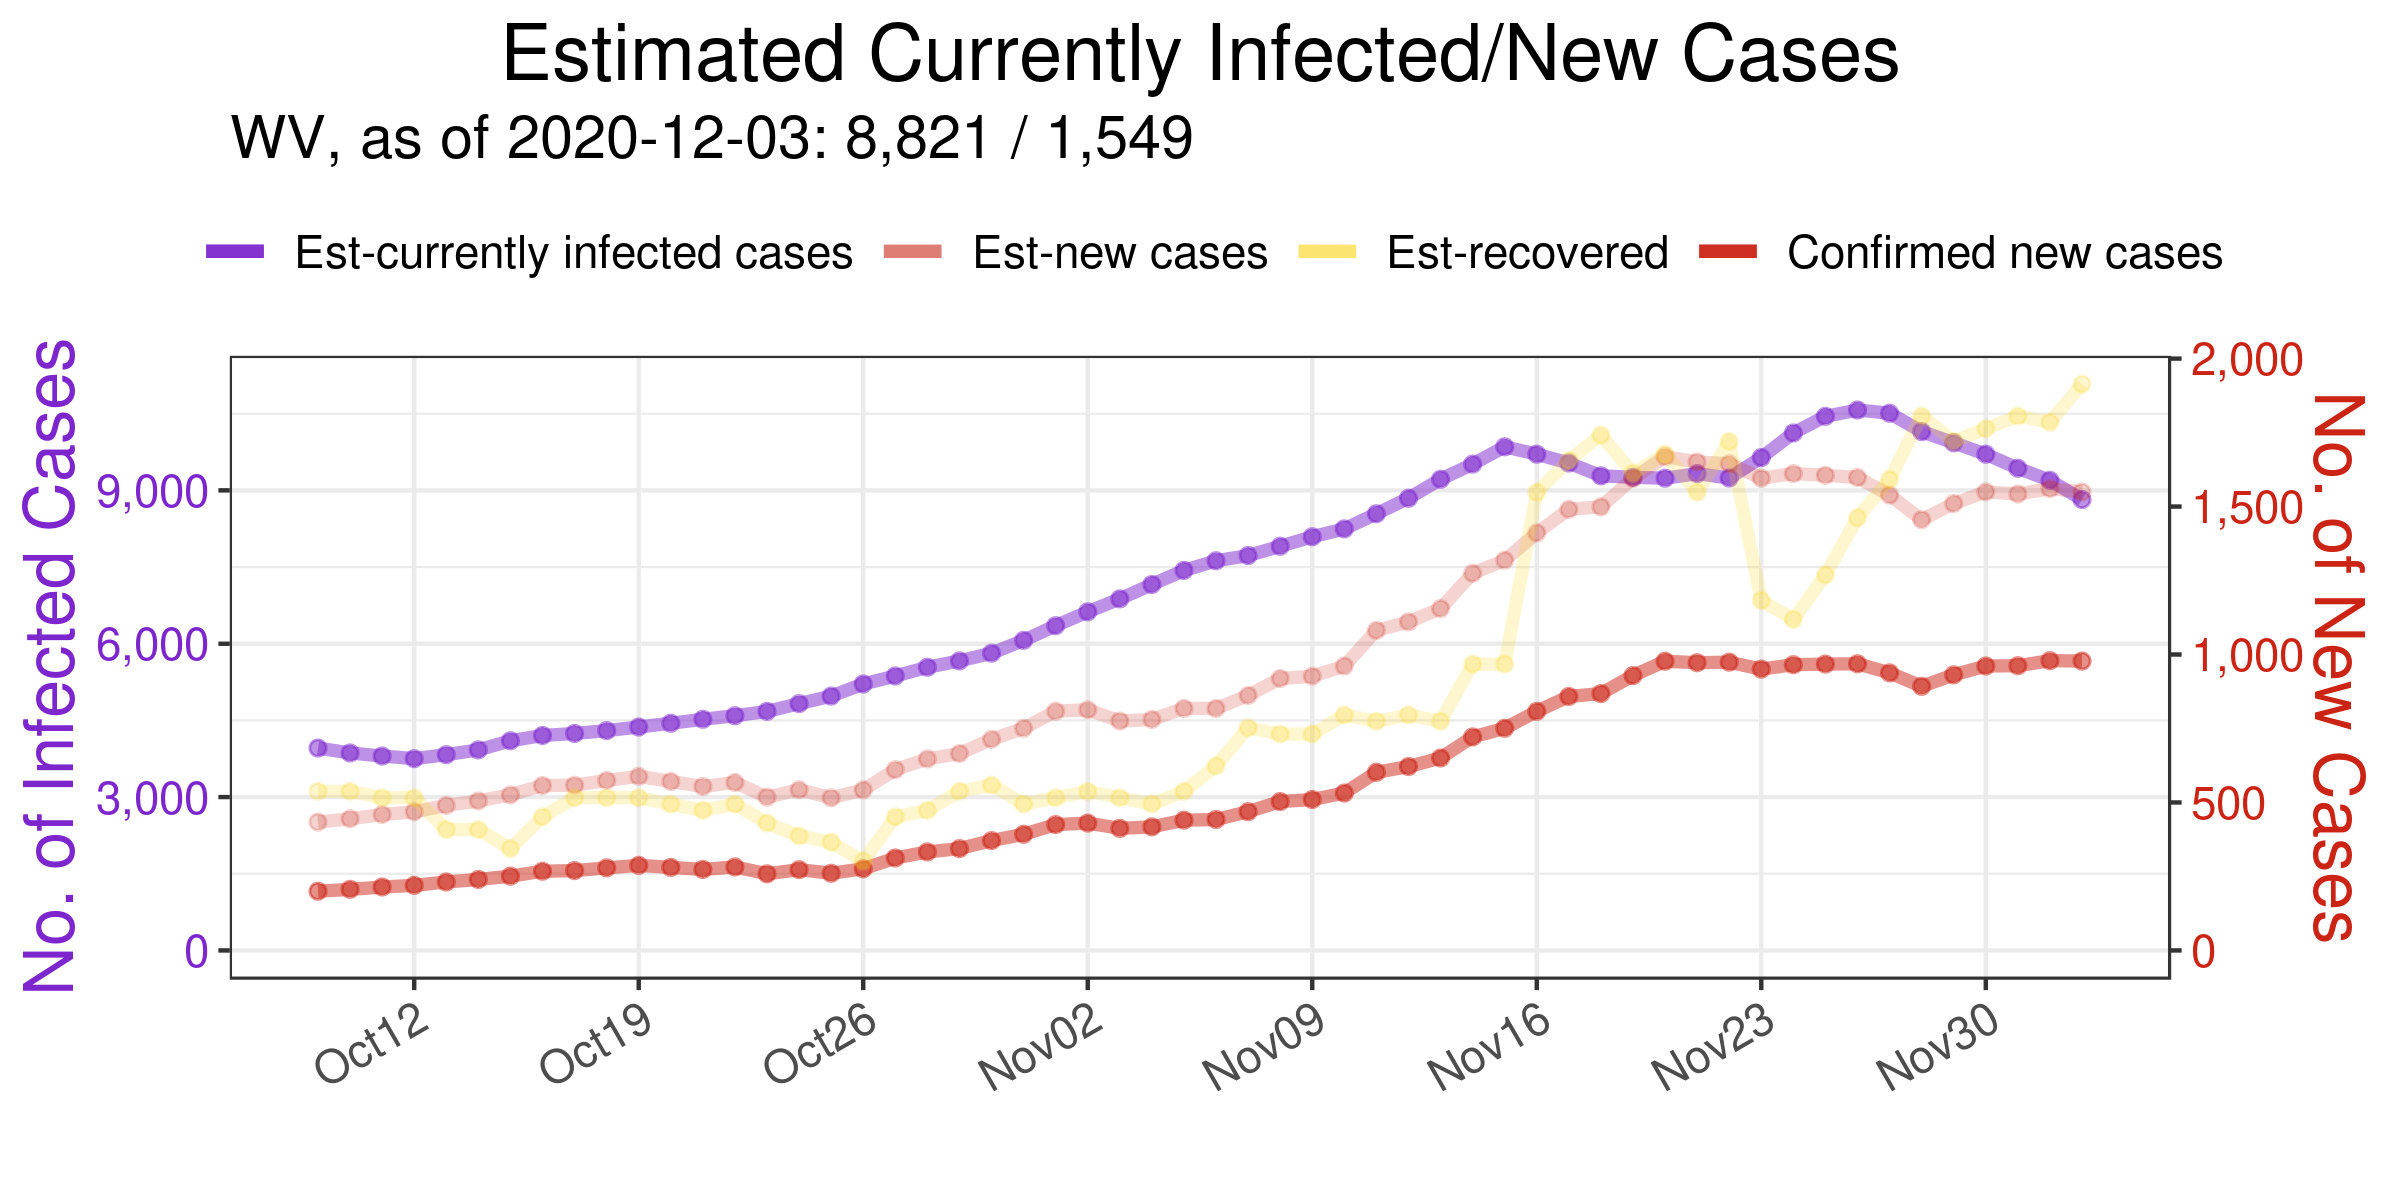 Estimated Currently Infected/New Cases
WV, as of 2020-12-03: 8,821 / 1,549
Est-currently infected cases Est-new cases Est-recovered Confirmed new cases
No. of Infected Cases
9,000
6,000
3,000
0
2,000
1,500
1,000
500
0
No. of New Cases
Oct12 Oct19 Oct26 Nov02 Nov09 Nov16 Nov23 Nov30